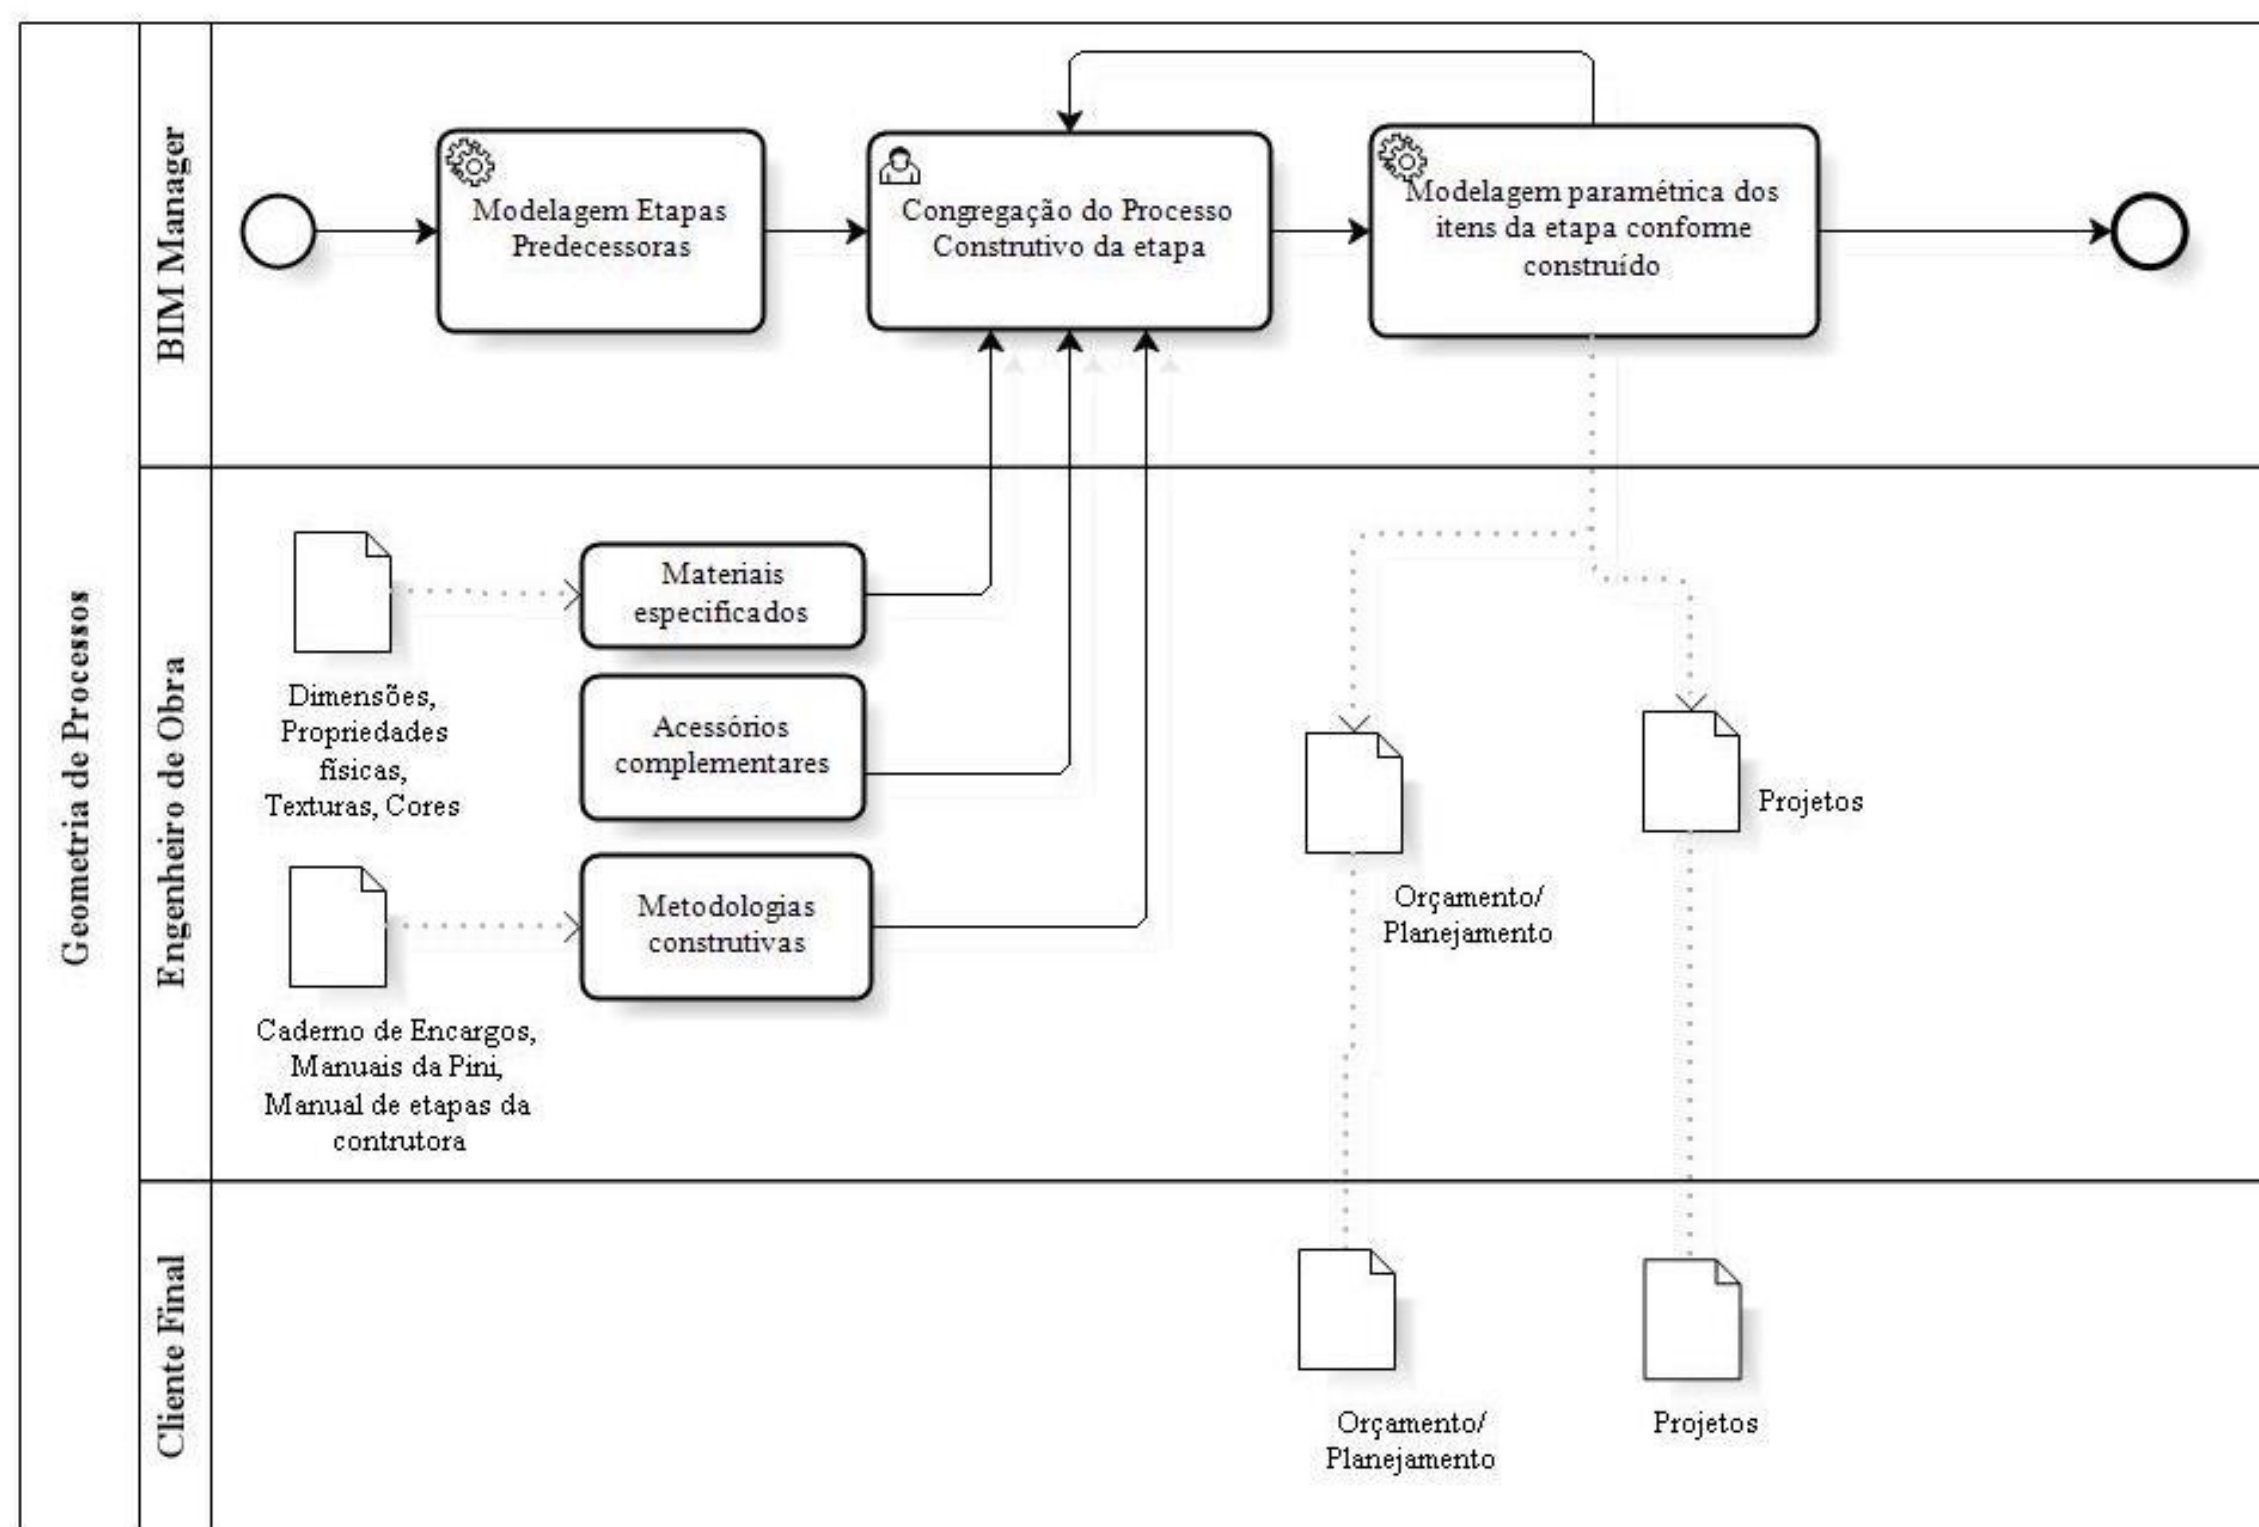 Geometria de Processos
BIM Manager
Modelagem Etapas
Predecessoras
Congregação do Processo
Construtivo da etapa
Modelagem paramétrica dos
itens da etapa conforme
construído
Engenheiro de Obra
Dimensões,
Propriedades
físicas,
Texturas, Cores
Materiais
especificados
Acessórios
complementares
Caderno de Encargos,
Manuais da Pini,
Manual de etapas da
contrutora
Metodologias
construtivas
Orçamento/
Planejamento
Projetos
Cliente Final
Orçamento/
Planejamento
Projetos